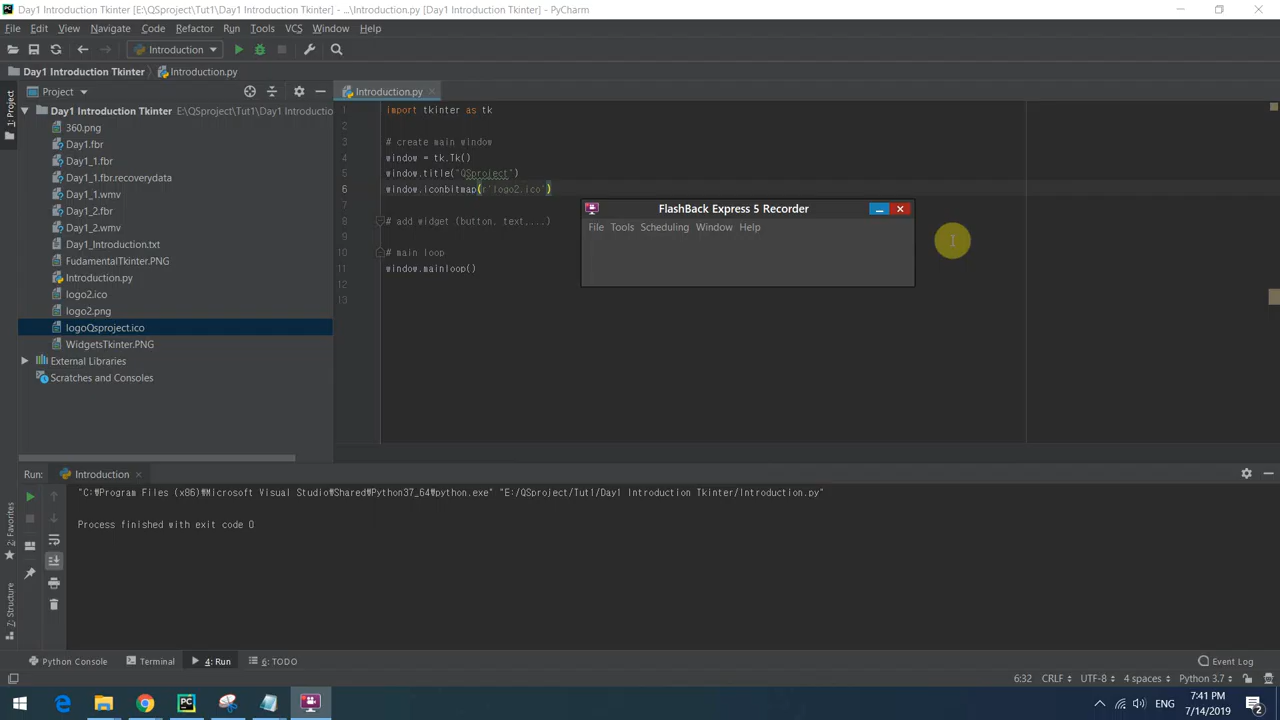 Day1 Introduction Tkinter [E:\QSproject\Tut1\Day1 Introduction Tkinter] - ...\Introduction.py [Day1 Introduction Tkinter] - PyCharm
File Edit View Navigate Code Refactor Run Tools VCS Window Help
Introduction
Day1 Introduction Tkinter Introduction.py
Project
Introduction.py
1: Project
Day1 Introduction Tkinter E:\QSproject\Tut1\Day1 Introduction
360.png
Day1.fbr
Day1_1.fbr
Day1_1.fbr.recoverydata
Day1_1.wmv
Day1_2.fbr
Day1_2.wmv
Day1_Introduction.txt
FudamentalTkinter.PNG
Introduction.py
logo2.ico
logo2.png
logoQsproject.ico
WidgetsTkinter.PNG
External Libraries
Scratches and Consoles
1 import tkinter as tk
2
3 # create main window
4 window = tk.Tk()
5 window.title("QSproject")
6 window.iconbitmap(r'logo2.ico')
7
8 # add widget (button, text,...)
9
10 # main loop
11 window.mainloop()
12
13
FlashBack Express 5 Recorder
File Tools Scheduling Window Help
Run: Introduction
"C:₩Program Files (x86)₩Microsoft Visual Studio₩Shared₩Python37_64₩python.exe" "E:/QSproject/Tut1/Day1 Introduction Tkinter/Introduction.py"
Process finished with exit code 0
2: Favorites
7: Structure
Python Console Terminal 4: Run 6: TODO Event Log
6:32 CRLF UTF-8 4 spaces Python 3.7
PC
ENG
7:41 PM
7/14/2019
2